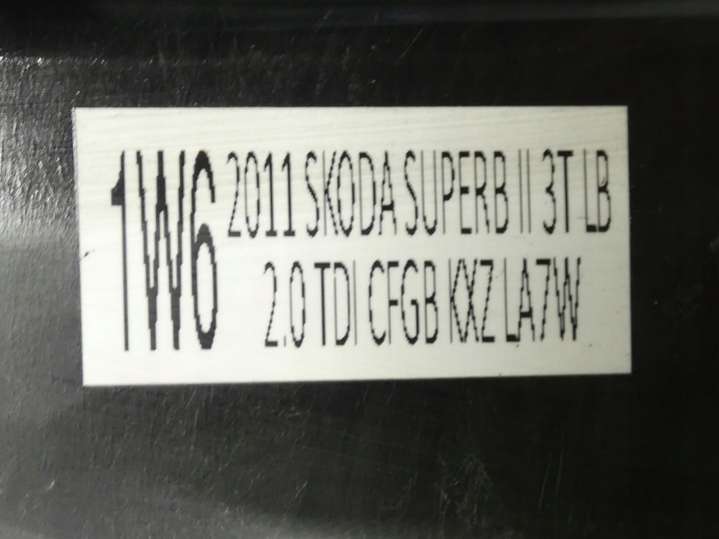 1W6
2011 SKODA SUPERB II 3T LB
2.0 TDI CFGB KXZ LA7W